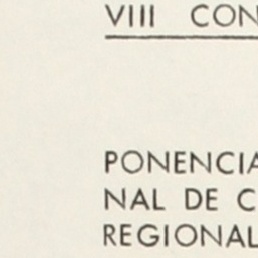 VIII CON
PONENCIA
NAL DE C
REGIONAL